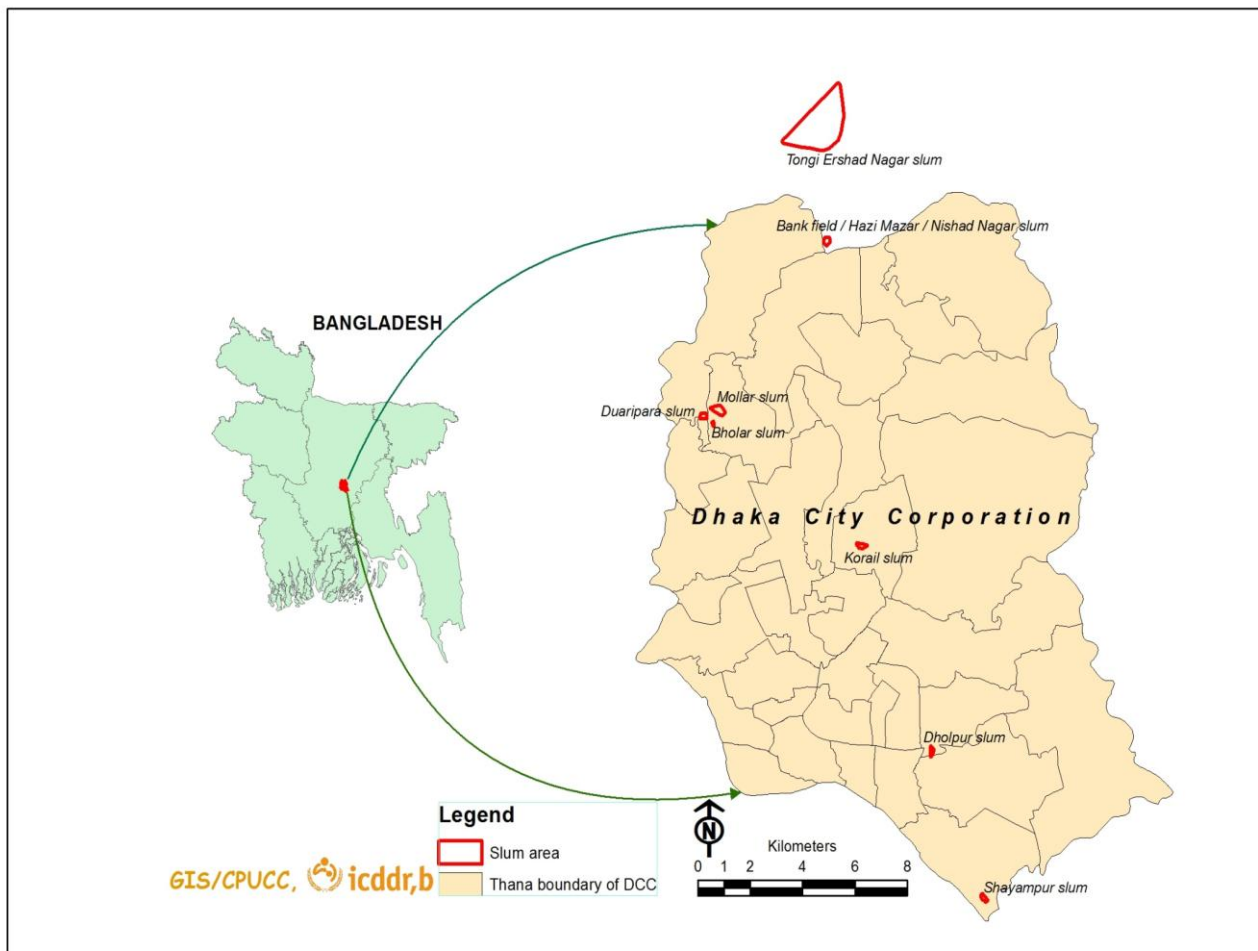 Tongi Ershad Nagar slum
Bank field / Hazi Mazar / Nishad Nagar slum
BANGLADESH
Mollar slum
Duaripara slum
Bholar slum
Dhaka City Corporation
Korail slum
Dholpur slum
Legend
Slum area
Thana boundary of DCC
N
Kilometers
0 1 2 4 6 8
GIS/CPUCC, icddr,b
Shayampur slum